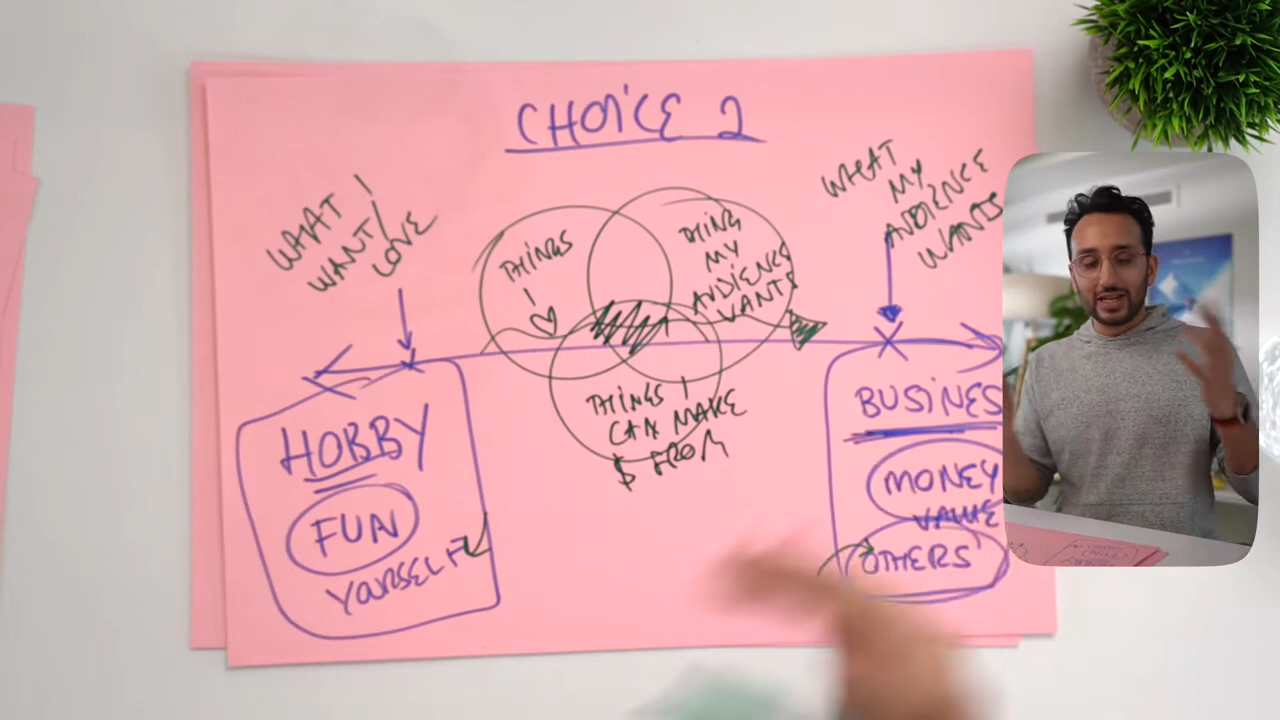 CHOICE 2
WHAT I
WANT/
LOVE
THINGS
I ♡
THING
MY
AUDIENCE
WANTS
WHAT
MY
AUDIENCE
WANTS
THINGS I
CAN MAKE
$ FROM
HOBBY
FUN
YOURSELF
BUSINES
MONEY
VALUE
OTHERS